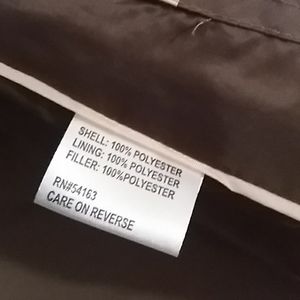 SHELL: 100% POLYESTER
LINING: 100% POLYESTER
FILLER: 100%POLYESTER
RN#54163
CARE ON REVERSE